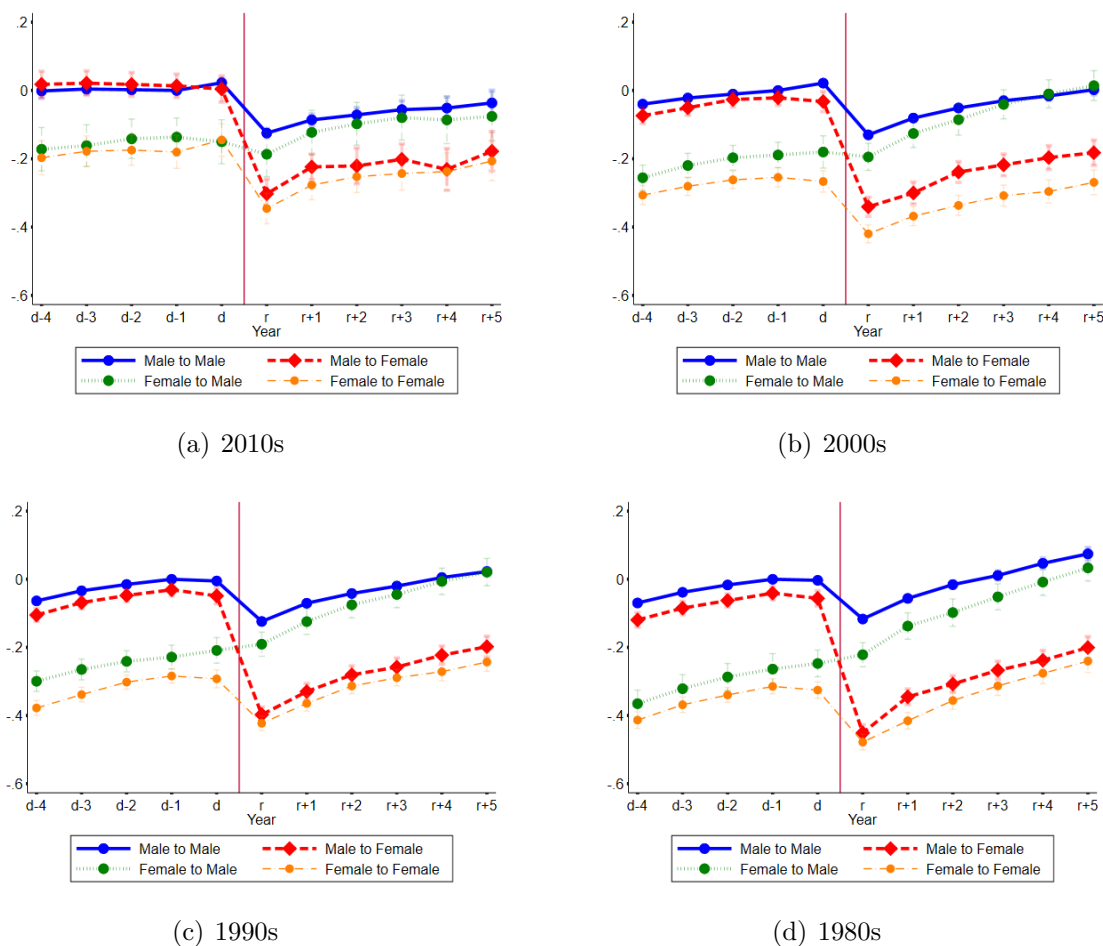 .2
0
-.2
-.4
-.6
d-4 d-3 d-2 d-1 d r r+1 r+2 r+3 r+4 r+5
Year
Male to Male Male to Female
Female to Male Female to Female
(a) 2010s
.2
0
-.2
-.4
-.6
d-4 d-3 d-2 d-1 d r r+1 r+2 r+3 r+4 r+5
Year
Male to Male Male to Female
Female to Male Female to Female
(b) 2000s
.2
0
-.2
-.4
-.6
d-4 d-3 d-2 d-1 d r r+1 r+2 r+3 r+4 r+5
Year
Male to Male Male to Female
Female to Male Female to Female
(c) 1990s
.2
0
-.2
-.4
-.6
d-4 d-3 d-2 d-1 d r r+1 r+2 r+3 r+4 r+5
Year
Male to Male Male to Female
Female to Male Female to Female
(d) 1980s